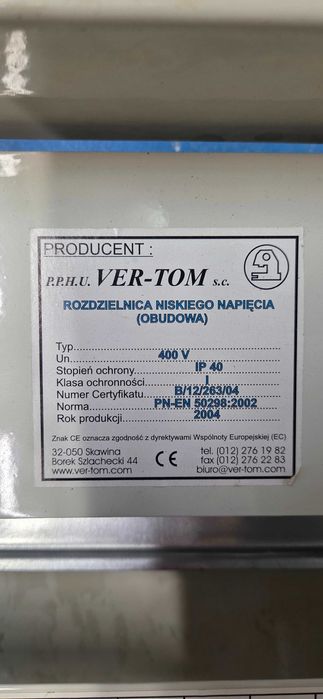 PRODUCENT :
P.P.H.U. VER-TOM s.c.
ROZDZIELNICA NISKIEGO NAPIĘCIA
(OBUDOWA)
Typ
Un 400 V
Stopień ochrony IP 40
Klasa ochronności I
Numer Certyfikatu B/12/263/04
Norma PN-EN 50298:2002
Rok produkcji 2004
Znak CE oznacza zgodność z dyrektywami Wspólnoty Europejskiej (EC)
32-050 Skawina
Borek Szlachecki 44
www.ver-tom.com
CE
tel. (012) 276 19 82
fax (012) 276 22 83
biuro@ver-tom.com